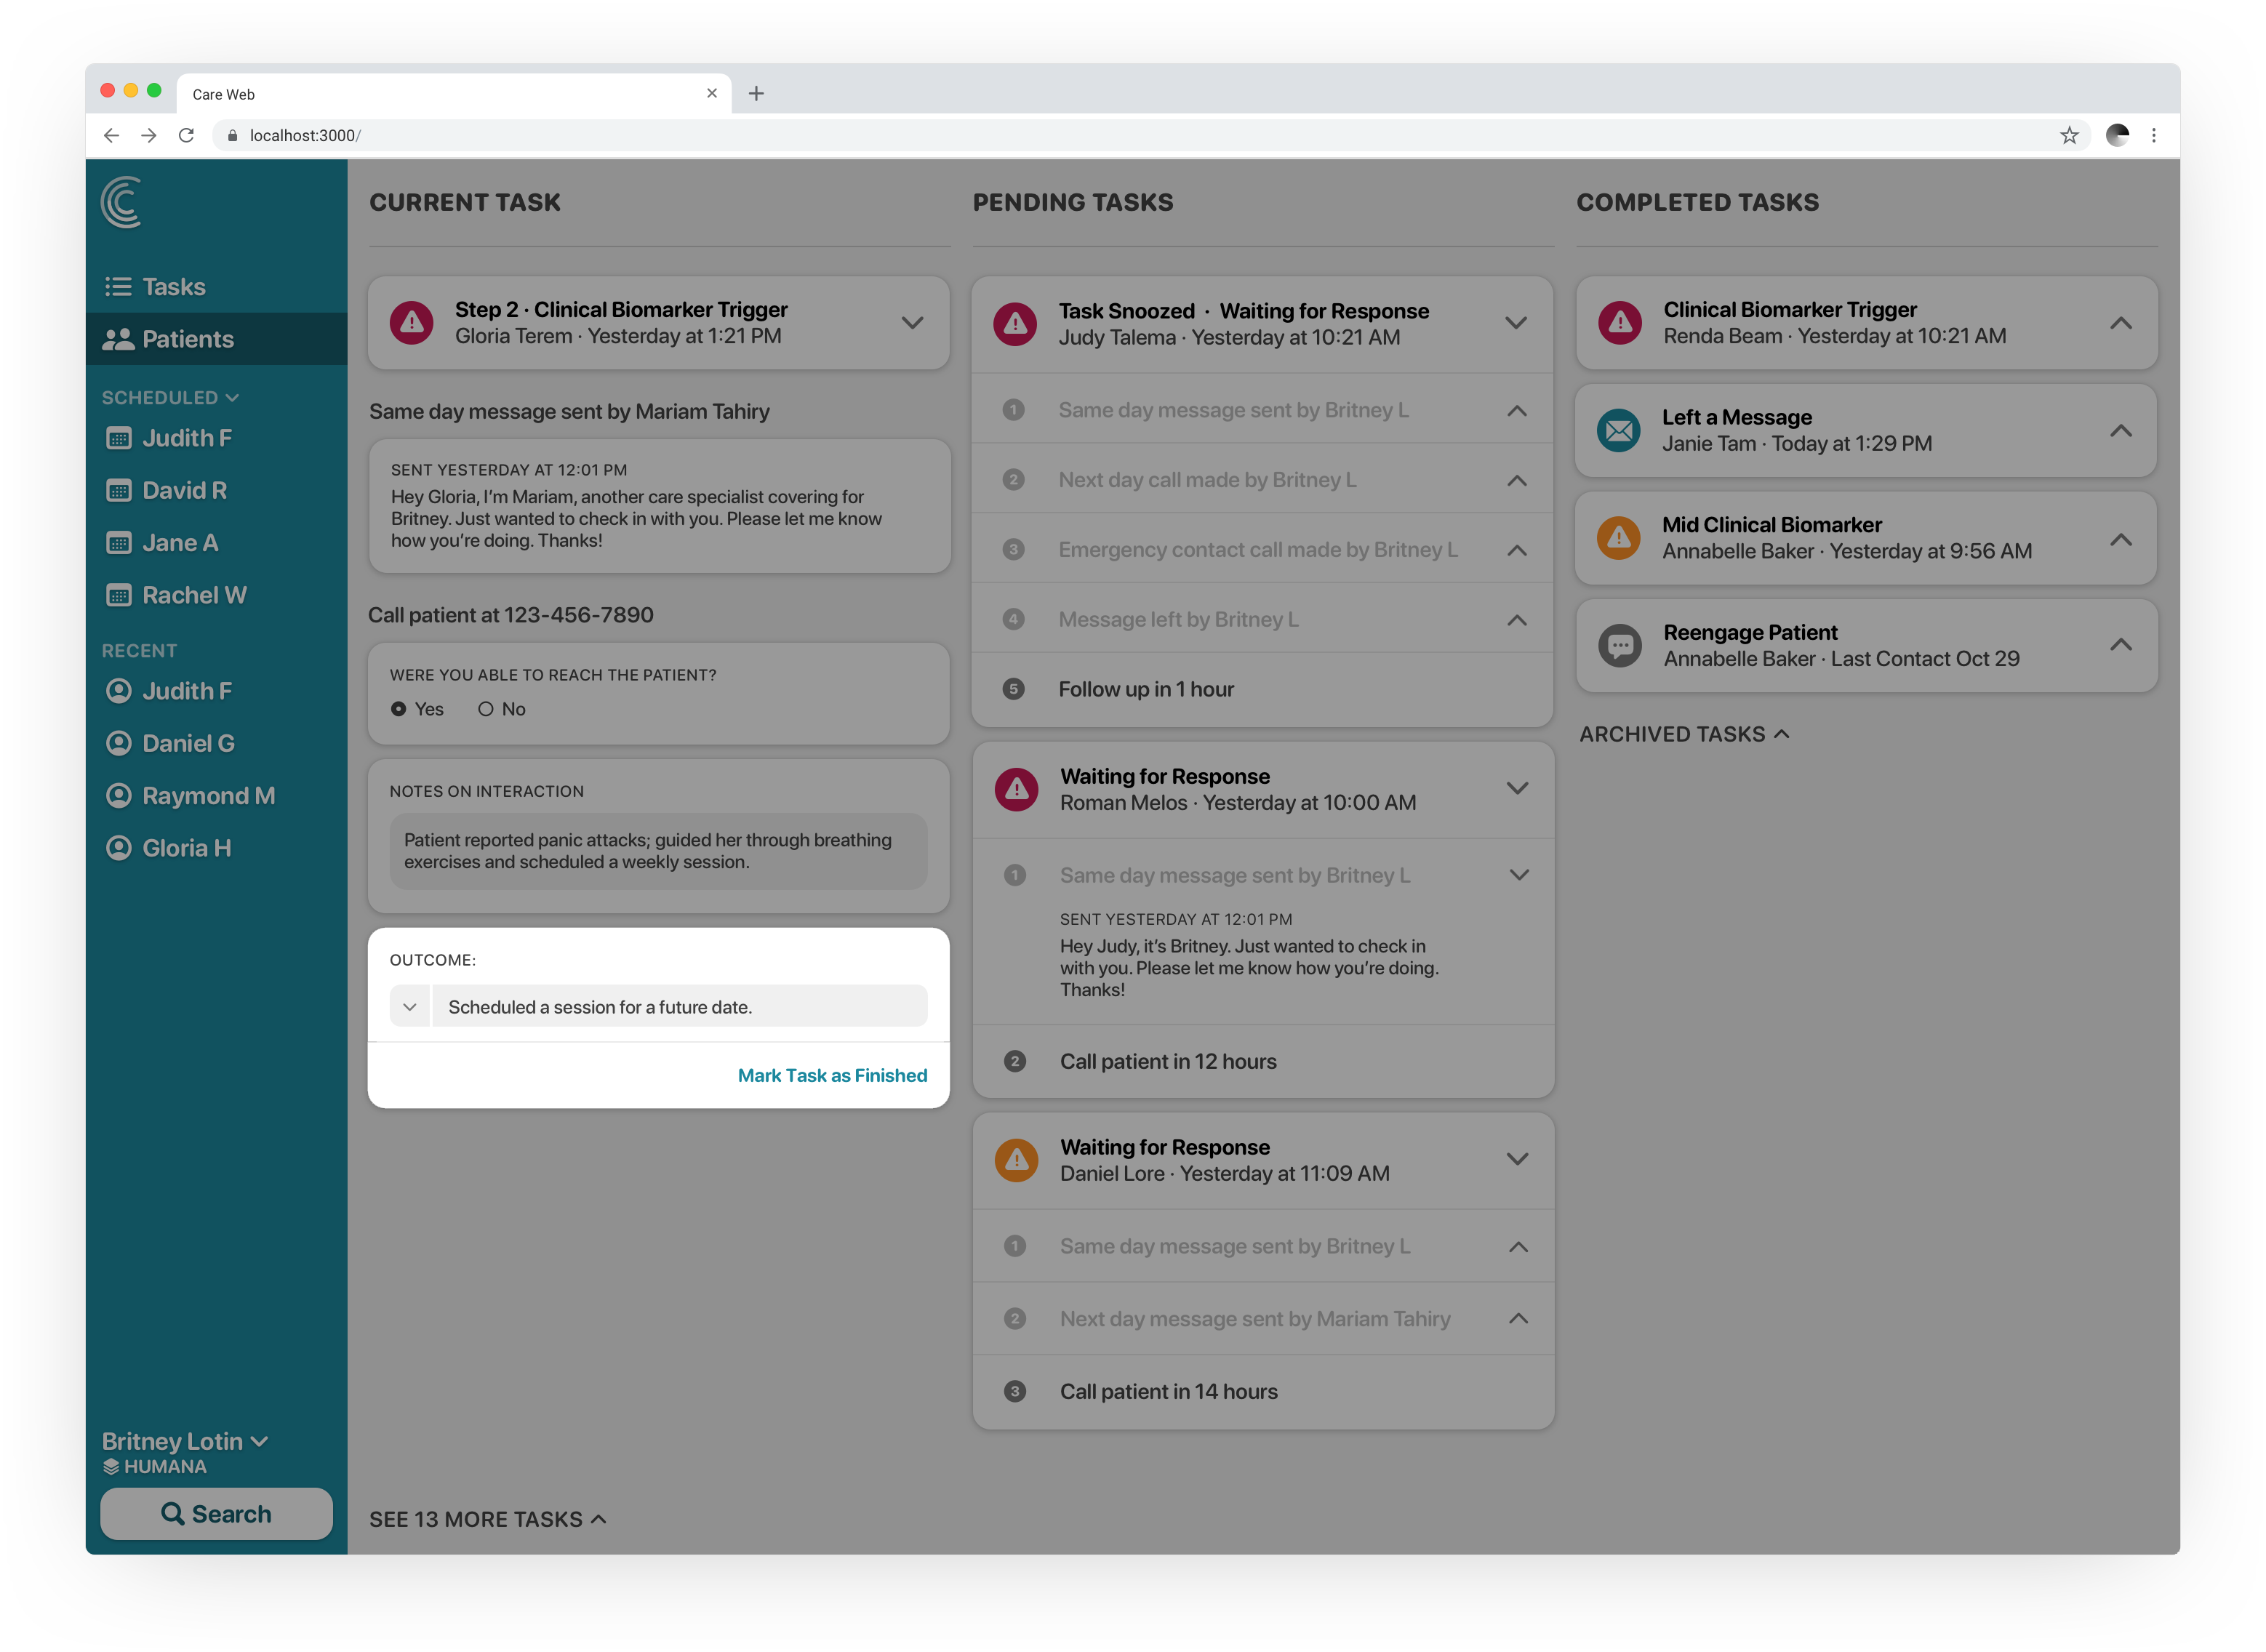 Care Web
localhost:3000/
Tasks
Patients
SCHEDULED
Judith F
David R
Jane A
Rachel W
RECENT
Judith F
Daniel G
Raymond M
Gloria H
Britney Lotin
HUMANA
Search
CURRENT TASK
Step 2 · Clinical Biomarker Trigger
Gloria Terem · Yesterday at 1:21 PM
Same day message sent by Mariam Tahiry
SENT YESTERDAY AT 12:01 PM
Hey Gloria, I’m Mariam, another care specialist covering for
Britney. Just wanted to check in with you. Please let me know
how you’re doing. Thanks!
Call patient at 123-456-7890
WERE YOU ABLE TO REACH THE PATIENT?
Yes No
NOTES ON INTERACTION
Patient reported panic attacks; guided her through breathing
exercises and scheduled a weekly session.
OUTCOME:
Scheduled a session for a future date.
Mark Task as Finished
SEE 13 MORE TASKS
PENDING TASKS
Task Snoozed · Waiting for Response
Judy Talema · Yesterday at 10:21 AM
1 Same day message sent by Britney L
2 Next day call made by Britney L
3 Emergency contact call made by Britney L
4 Message left by Britney L
5 Follow up in 1 hour
Waiting for Response
Roman Melos · Yesterday at 10:00 AM
1 Same day message sent by Britney L
SENT YESTERDAY AT 12:01 PM
Hey Judy, it’s Britney. Just wanted to check in
with you. Please let me know how you’re doing.
Thanks!
2 Call patient in 12 hours
Waiting for Response
Daniel Lore · Yesterday at 11:09 AM
1 Same day message sent by Britney L
2 Next day message sent by Mariam Tahiry
3 Call patient in 14 hours
COMPLETED TASKS
Clinical Biomarker Trigger
Renda Beam · Yesterday at 10:21 AM
Left a Message
Janie Tam · Today at 1:29 PM
Mid Clinical Biomarker
Annabelle Baker · Yesterday at 9:56 AM
Reengage Patient
Annabelle Baker · Last Contact Oct 29
ARCHIVED TASKS